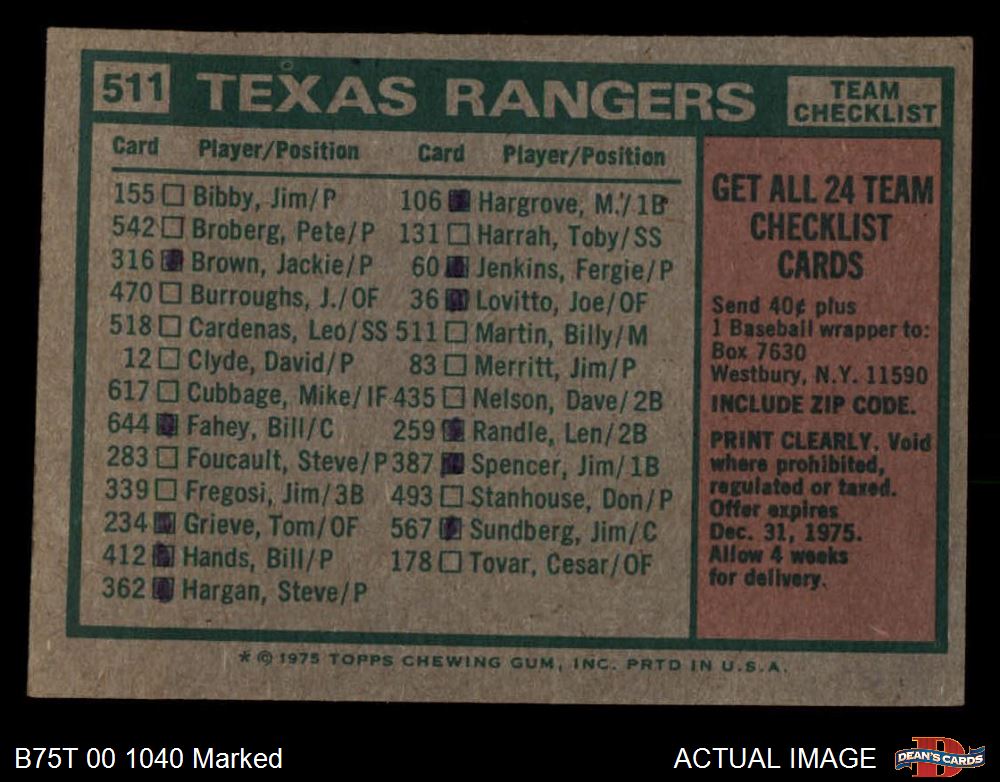 511 TEXAS RANGERS TEAM CHECKLIST
Card Player/Position Card Player/Position
155 Bibby, Jim/P
542 Broberg, Pete/P
316 Brown, Jackie/P
470 Burroughs, J./OF
518 Cardenas, Leo/SS
12 Clyde, David/P
617 Cubbage, Mike/IF
644 Fahey, Bill/C
283 Foucault, Steve/P
339 Fregosi, Jim/3B
234 Grieve, Tom/OF
412 Hands, Bill/P
362 Hargan, Steve/P
106 Hargrove, M./1B
131 Harrah, Toby/SS
60 Jenkins, Fergie/P
36 Lovitto, Joe/OF
511 Martin, Billy/M
83 Merritt, Jim/P
435 Nelson, Dave/2B
259 Randle, Len/2B
387 Spencer, Jim/1B
493 Stanhouse, Don/P
567 Sundberg, Jim/C
178 Tovar, Cesar/OF
GET ALL 24 TEAM
CHECKLIST
CARDS
Send 40¢ plus
1 Baseball wrapper to:
Box 7630
Westbury, N.Y. 11590
INCLUDE ZIP CODE.
PRINT CLEARLY. Void
where prohibited,
regulated or taxed.
Offer expires
Dec. 31, 1975.
Allow 4 weeks
for delivery.
* © 1975 TOPPS CHEWING GUM, INC. PRTD IN U.S.A.
B75T 00 1040 Marked ACTUAL IMAGE
DEAN'S CARDS